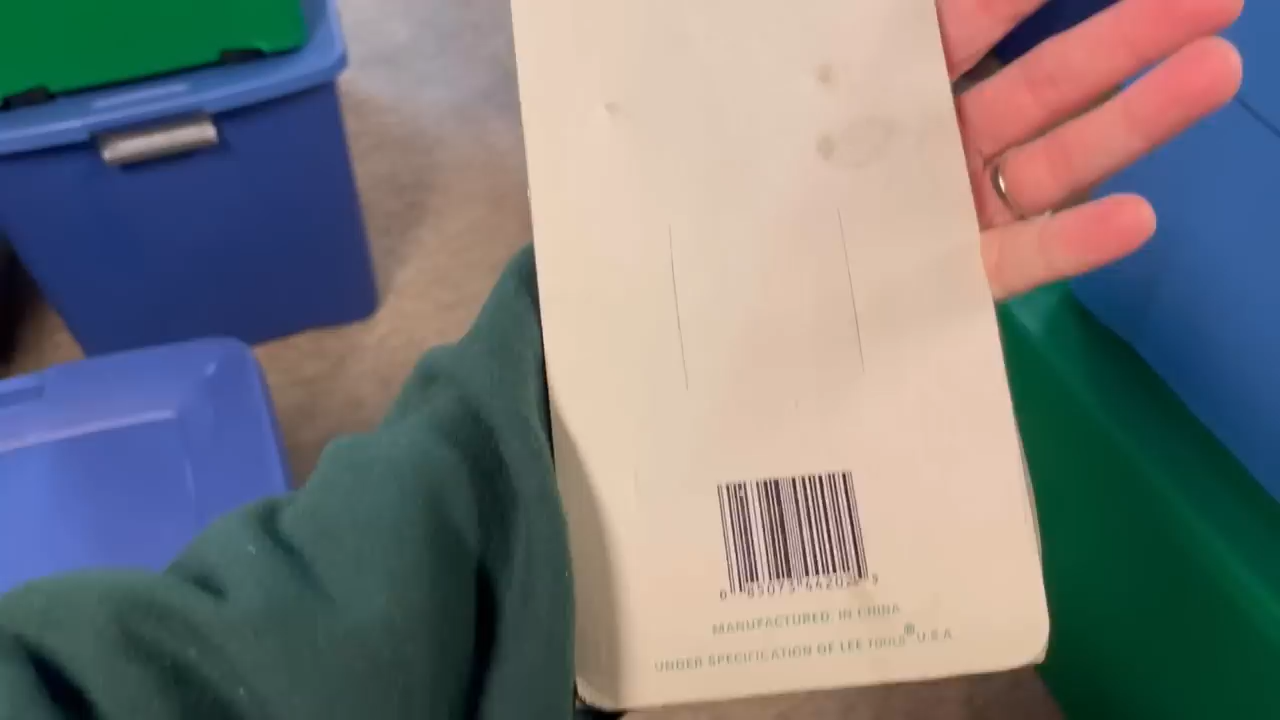 MANUFACTURED IN CHINA
UNDER SPECIFICATION OF LEE TOOLS® U.S.A